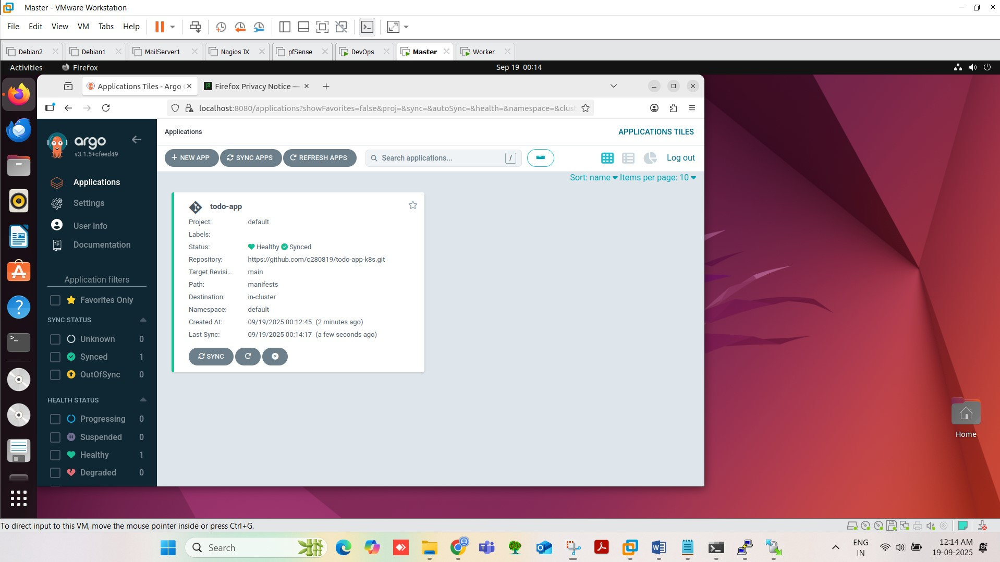 Master - VMware Workstation
File Edit View VM Tabs Help
Debian2 Debian1 MailServer1 Nagios IX pfSense DevOps Master Worker
Activities Firefox Sep 19 00:14
Applications Tiles - Argo Firefox Privacy Notice —
localhost:8080/applications?showFavorites=false&proj=&sync=&autoSync=&health=&namespace=&clust
argo
v3.1.5+cfeed49
Applications
Settings
User Info
Documentation
Application filters
Favorites Only
SYNC STATUS
Unknown 0
Synced 1
OutOfSync 0
HEALTH STATUS
Progressing 0
Suspended 0
Healthy 1
Degraded 0
Applications APPLICATIONS TILES
+ NEW APP SYNC APPS REFRESH APPS Search applications... / Log out
Sort: name Items per page: 10
todo-app
Project: default
Labels:
Status: Healthy Synced
Repository: https://github.com/c280819/todo-app-k8s.git
Target Revisi... main
Path: manifests
Destination: in-cluster
Namespace: default
Created At: 09/19/2025 00:12:45 (2 minutes ago)
Last Sync: 09/19/2025 00:14:17 (a few seconds ago)
SYNC
Home
To direct input to this VM, move the mouse pointer inside or press Ctrl+G.
Search
ENG
IN
12:14 AM
19-09-2025